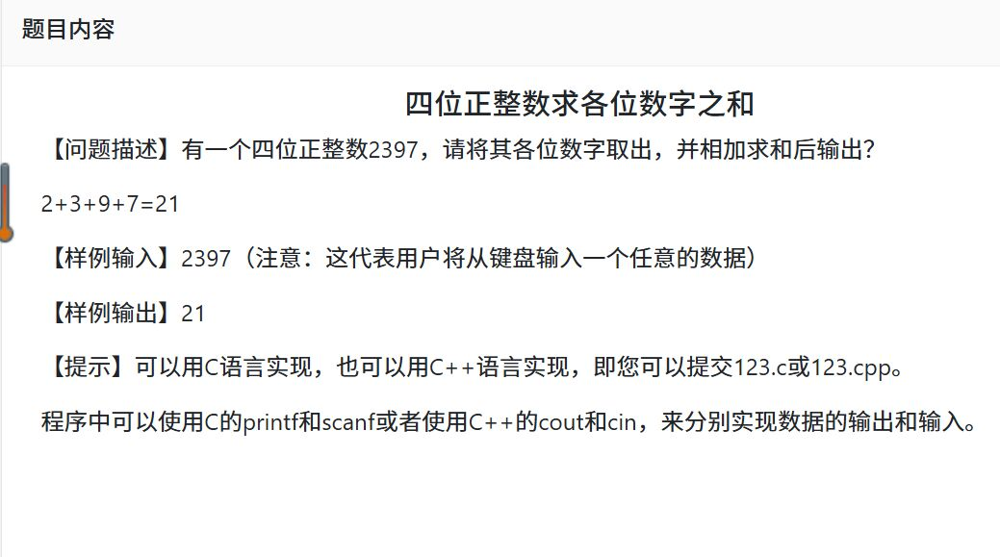 题目内容
四位正整数求各位数字之和
【问题描述】有一个四位正整数2397，请将其各位数字取出，并相加求和后输出？
2+3+9+7=21
【样例输入】2397（注意：这代表用户将从键盘输入一个任意的数据）
【样例输出】21
【提示】可以用C语言实现，也可以用C++语言实现，即您可以提交123.c或123.cpp。
程序中可以使用C的printf和scanf或者使用C++的cout和cin，来分别实现数据的输出和输入。